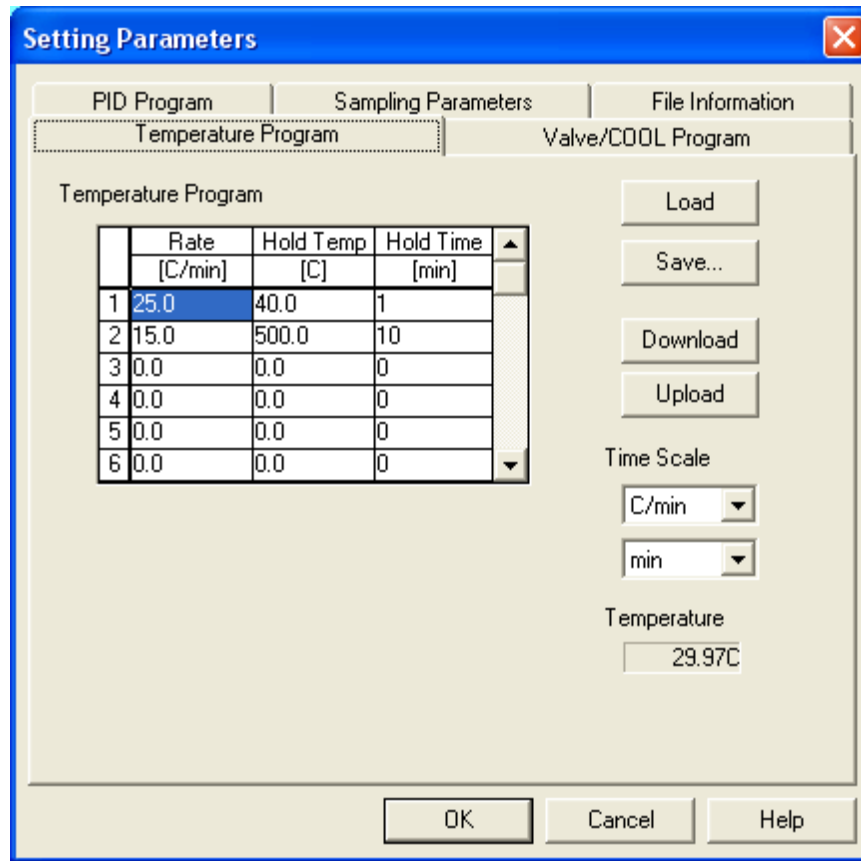 Setting Parameters
PID Program Sampling Parameters File Information
Temperature Program Valve/COOL Program
Temperature Program
Rate Hold Temp Hold Time
[C/min] [C] [min]
1 25.0 40.0 1
2 15.0 500.0 10
3 0.0 0.0 0
4 0.0 0.0 0
5 0.0 0.0 0
6 0.0 0.0 0
Load
Save...
Download
Upload
Time Scale
C/min
min
Temperature
29.97C
OK Cancel Help